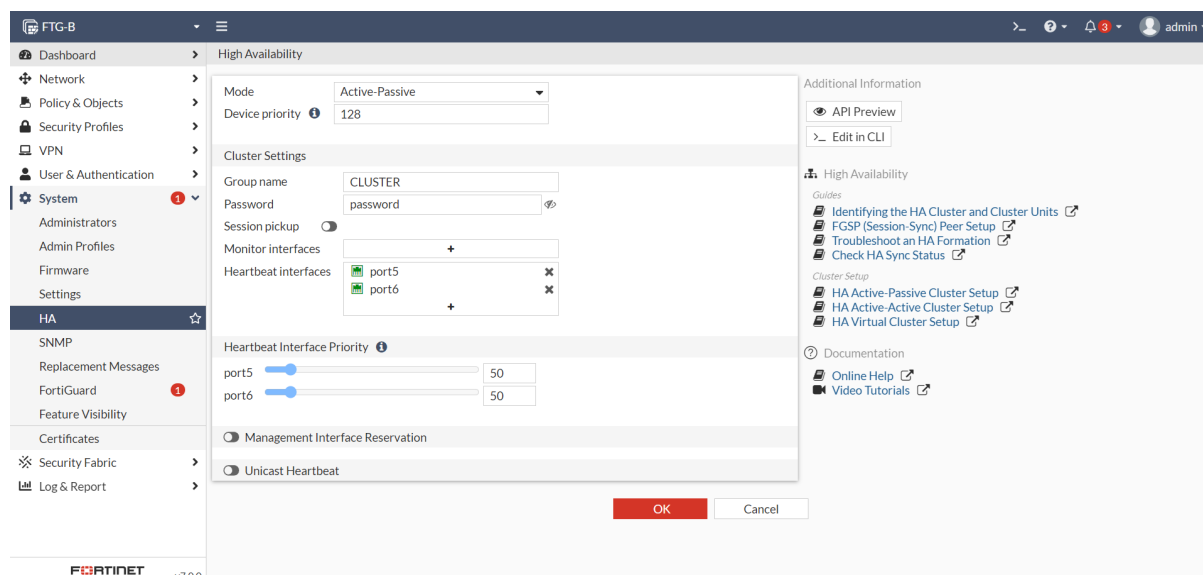 FTG-B
3
admin
Dashboard
Network
Policy & Objects
Security Profiles
VPN
User & Authentication
System
1
Administrators
Admin Profiles
Firmware
Settings
HA
SNMP
Replacement Messages
FortiGuard
1
Feature Visibility
Certificates
Security Fabric
Log & Report
FORTINET
High Availability
Mode
Active-Passive
Device priority
128
Cluster Settings
Group name
CLUSTER
Password
password
Session pickup
Monitor interfaces
+
Heartbeat interfaces
port5
port6
+
Heartbeat Interface Priority
port5
50
port6
50
Management Interface Reservation
Unicast Heartbeat
OK
Cancel
Additional Information
API Preview
>_ Edit in CLI
High Availability
Guides
Identifying the HA Cluster and Cluster Units
FGSP (Session-Sync) Peer Setup
Troubleshoot an HA Formation
Check HA Sync Status
Cluster Setup
HA Active-Passive Cluster Setup
HA Active-Active Cluster Setup
HA Virtual Cluster Setup
Documentation
Online Help
Video Tutorials